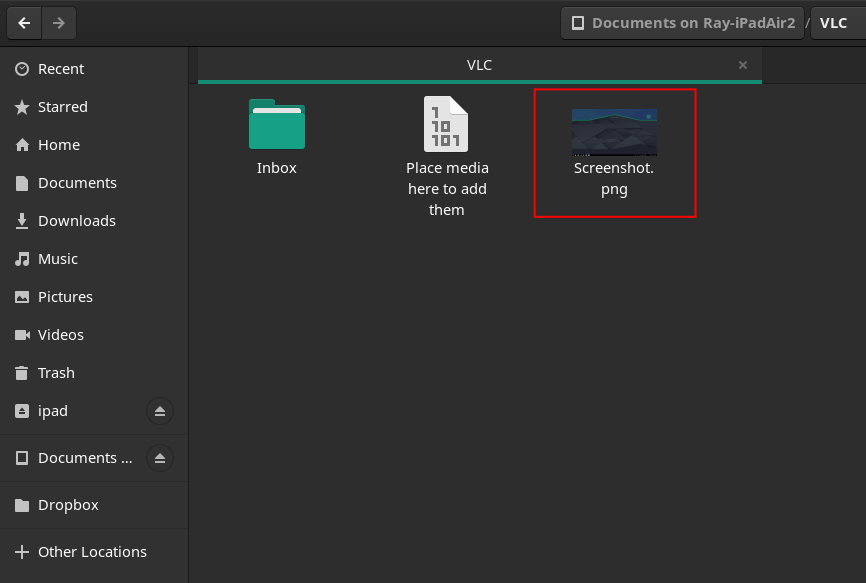 Documents on Ray-iPadAir2 / VLC
VLC
Recent
Starred
Home
Documents
Downloads
Music
Pictures
Videos
Trash
ipad
Documents ...
Dropbox
Other Locations
Inbox
1
10
101
Place media
here to add
them
Screenshot.
png